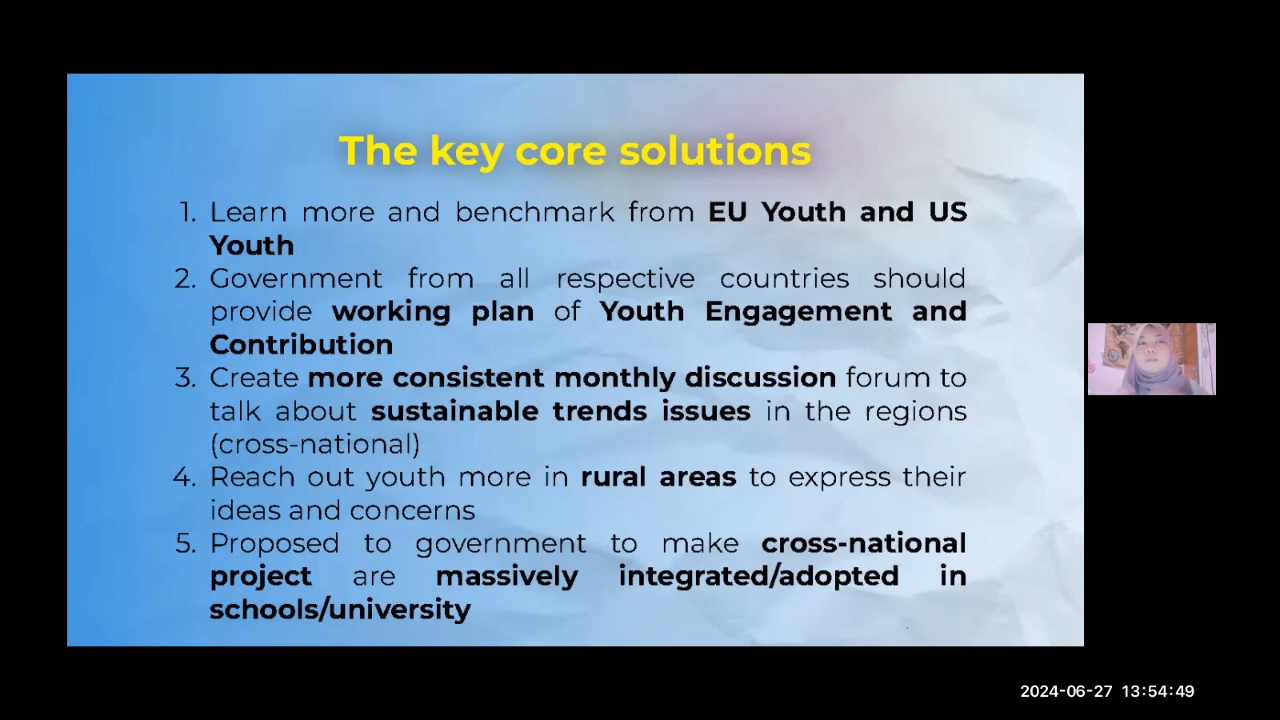 The key core solutions
1. Learn more and benchmark from EU Youth and US
Youth
2. Government from all respective countries should
provide working plan of Youth Engagement and
Contribution
3. Create more consistent monthly discussion forum to
talk about sustainable trends issues in the regions
(cross-national)
4. Reach out youth more in rural areas to express their
ideas and concerns
5. Proposed to government to make cross-national
project are massively integrated/adopted in
schools/university
2024-06-27 13:54:49